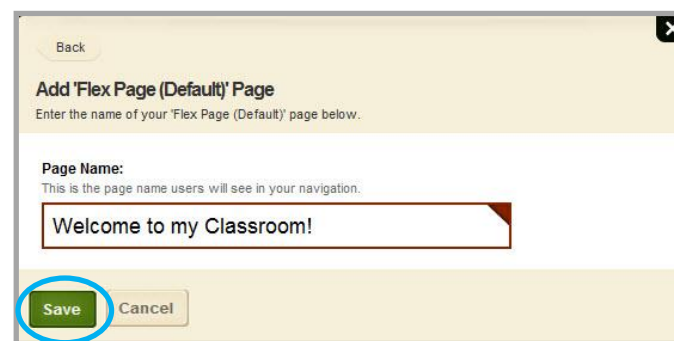 Back
Add 'Flex Page (Default)' Page
Enter the name of your 'Flex Page (Default)' page below.
Page Name:
This is the page name users will see in your navigation.
Welcome to my Classroom!
Save Cancel